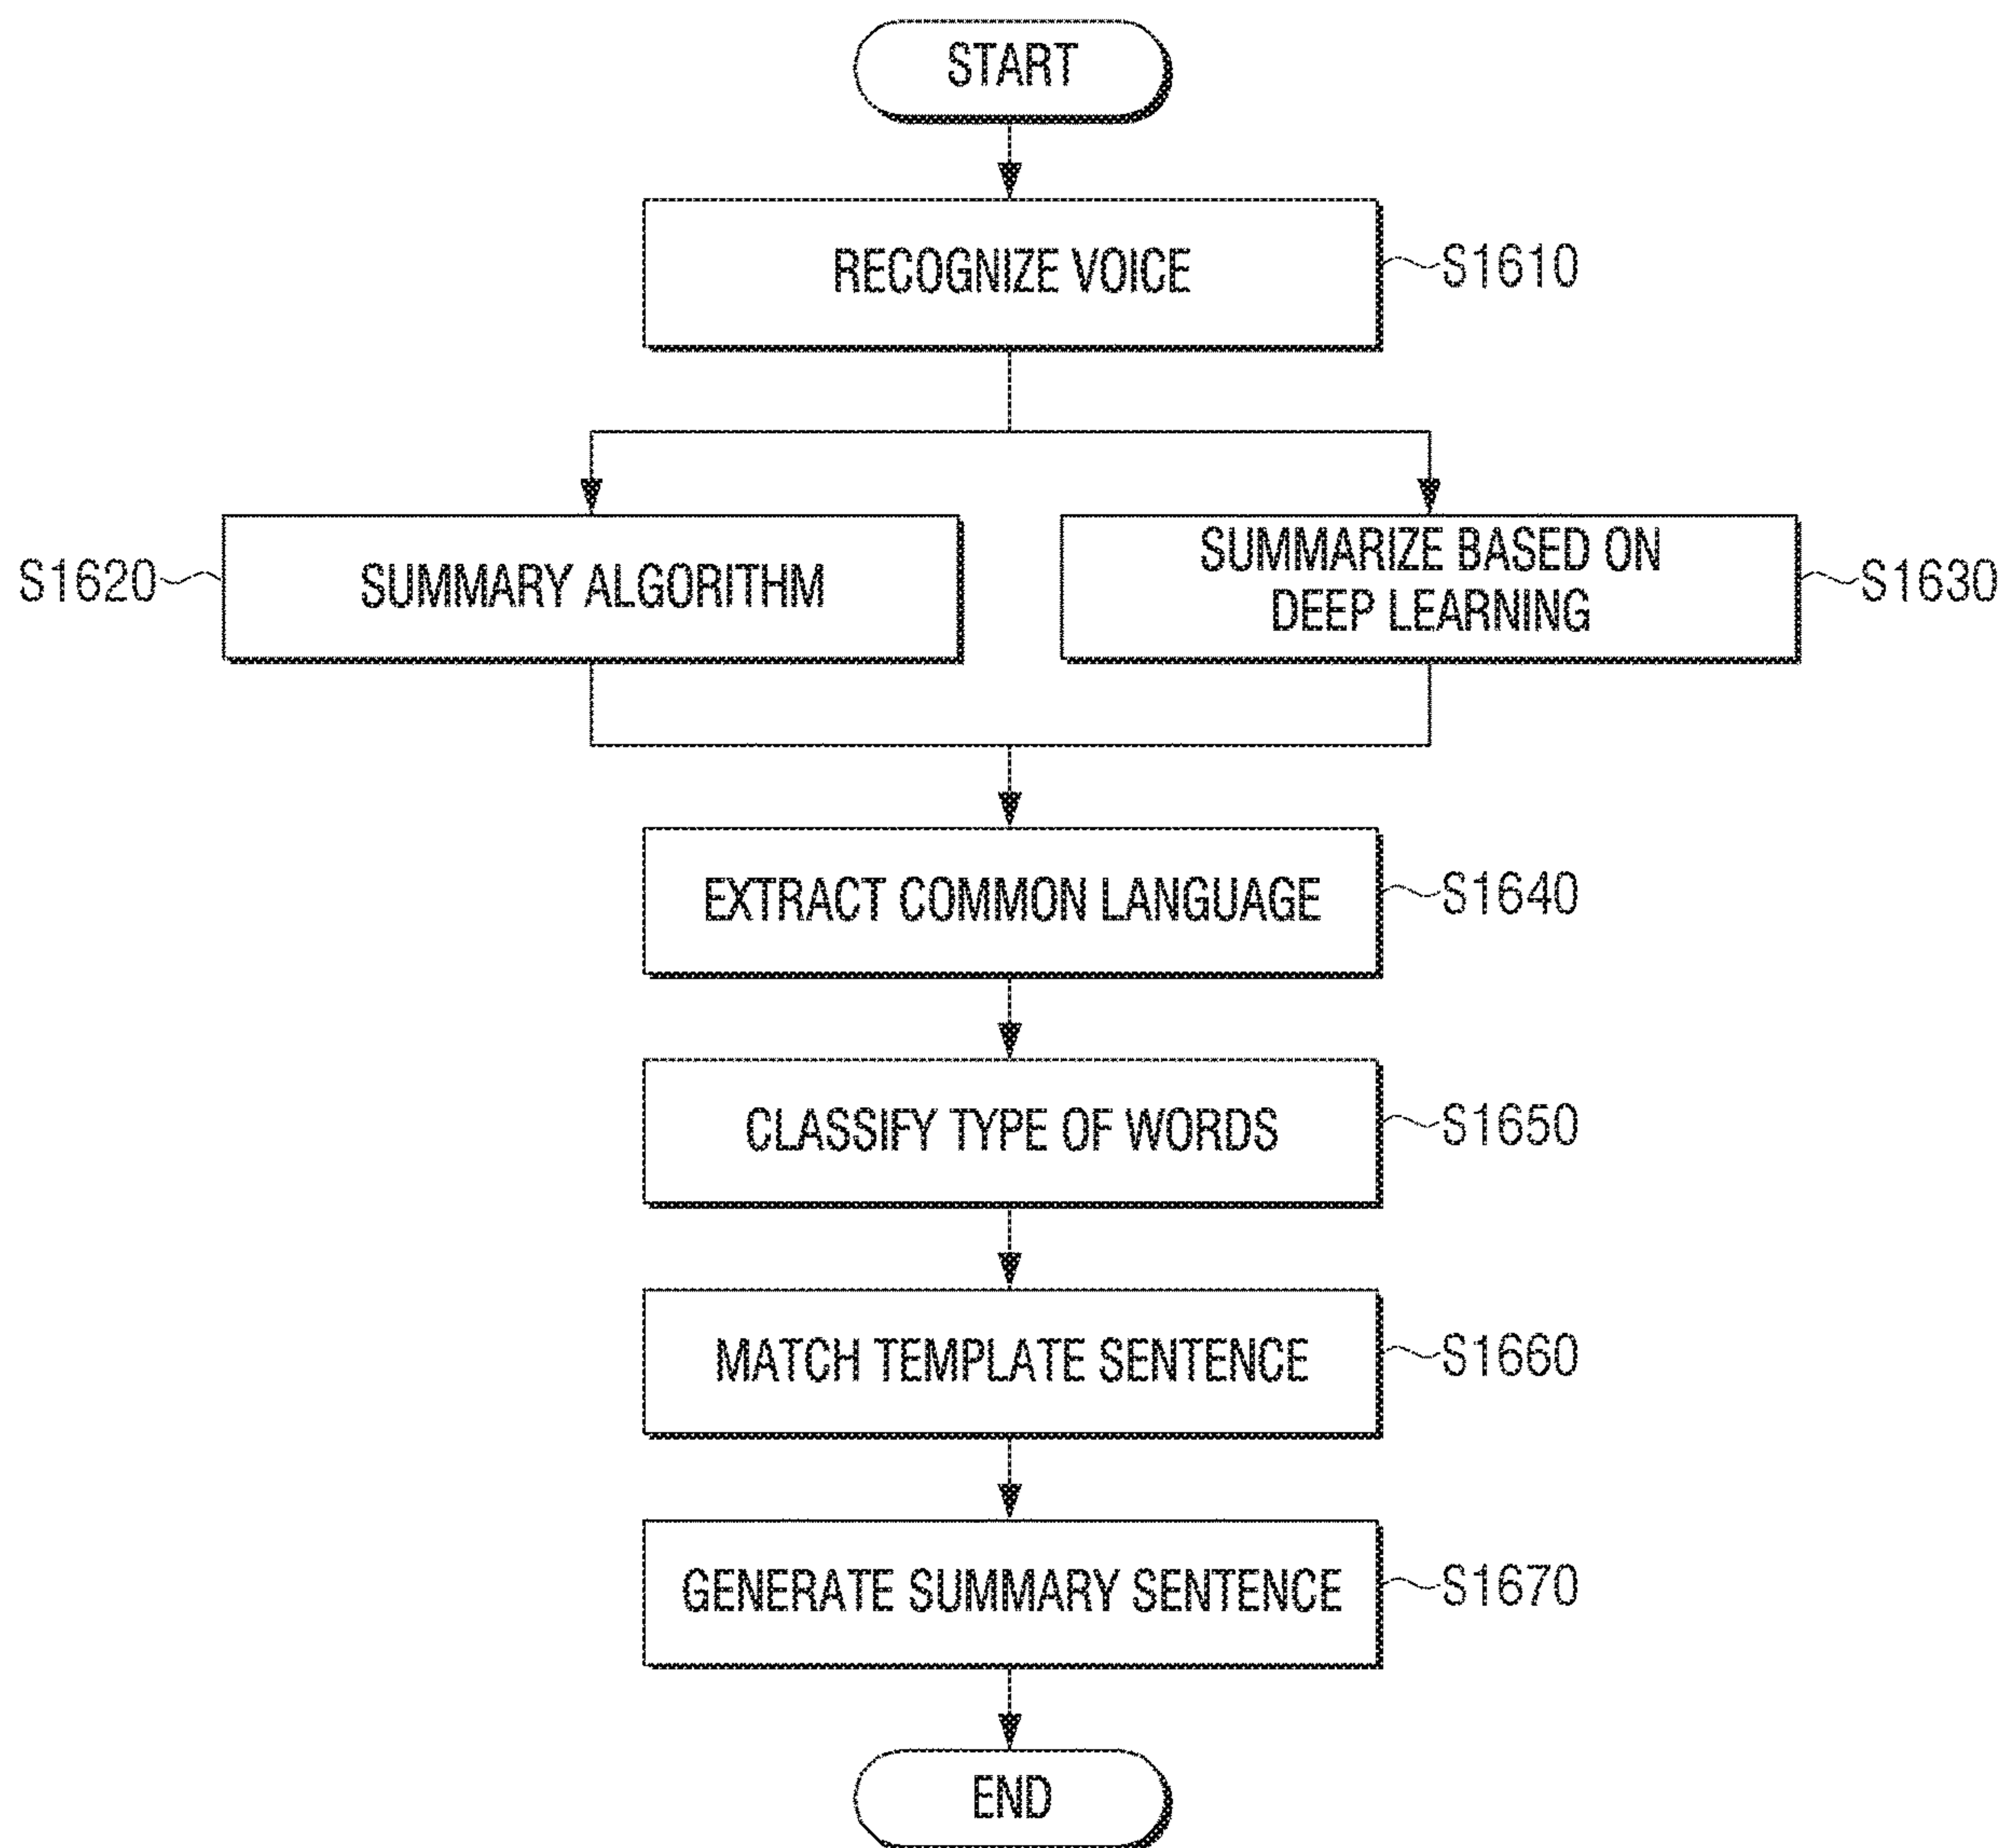 START
RECOGNIZE VOICE
S1610
S1620
SUMMARY ALGORITHM
SUMMARIZE BASED ON
DEEP LEARNING
S1630
EXTRACT COMMON LANGUAGE
S1640
CLASSIFY TYPE OF WORDS
S1650
MATCH TEMPLATE SENTENCE
S1660
GENERATE SUMMARY SENTENCE
S1670
END